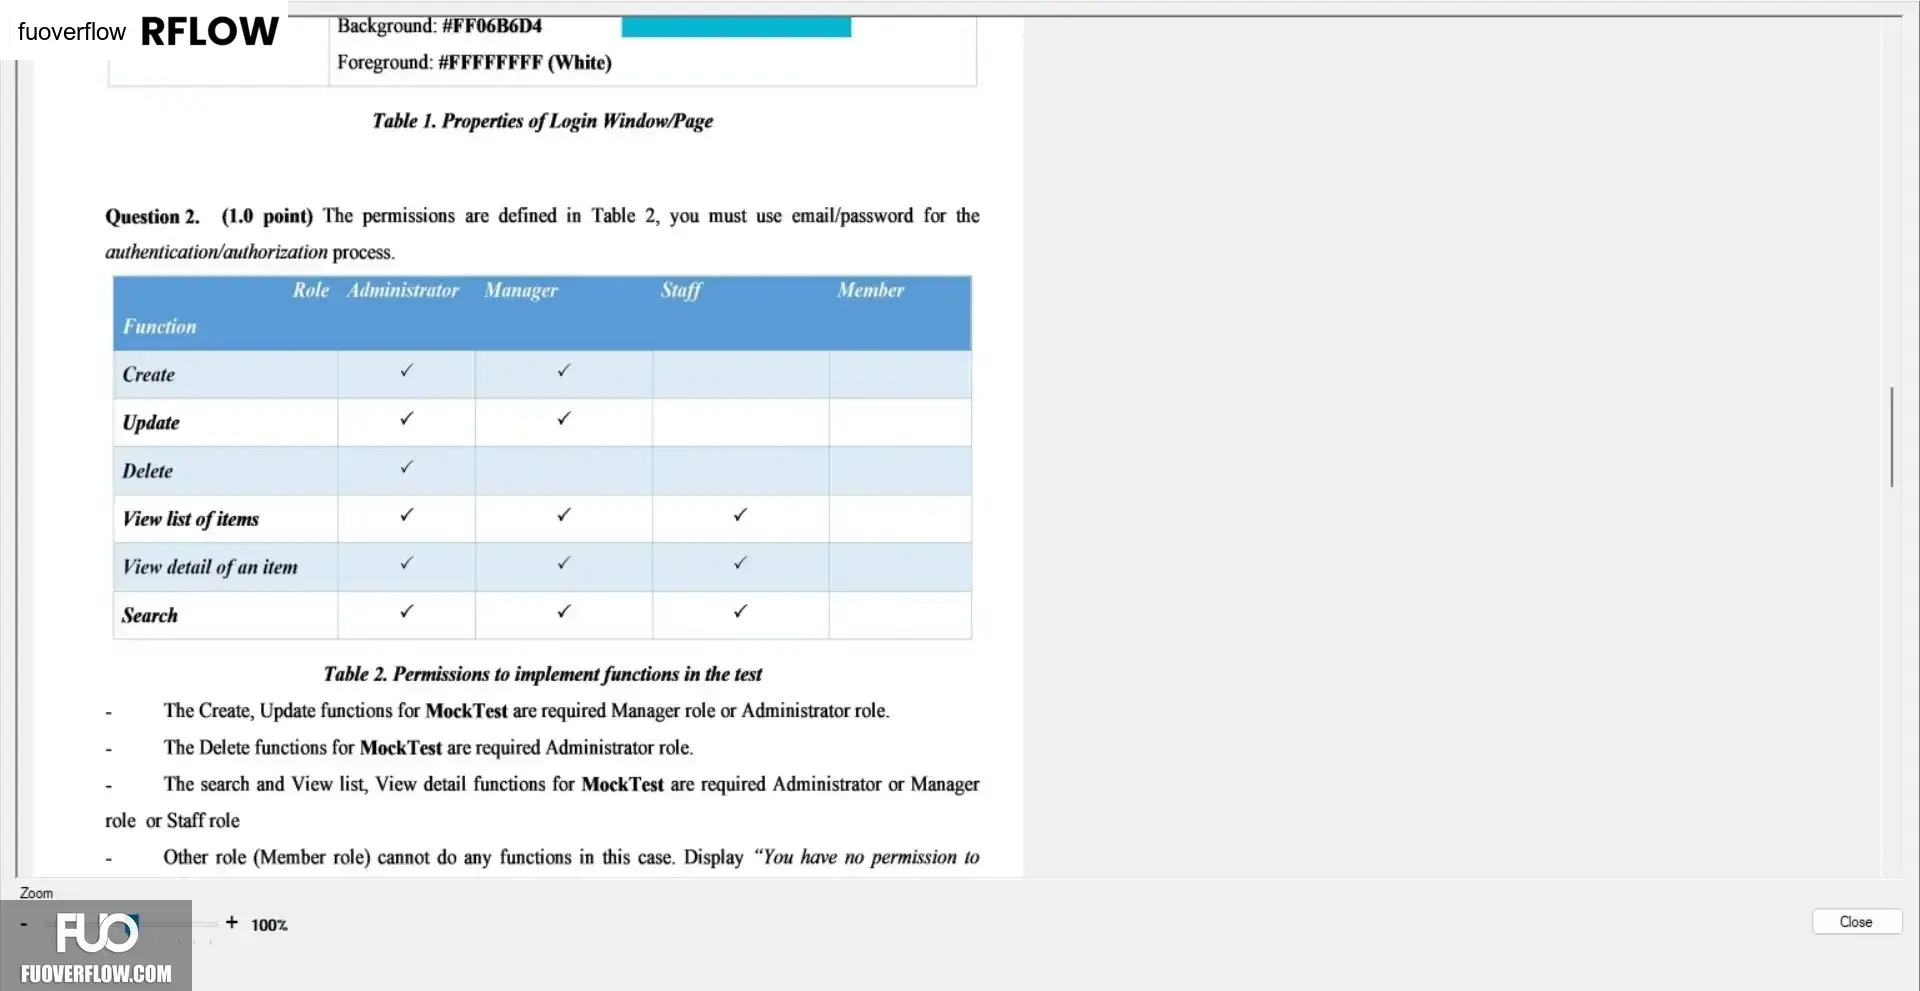 fuoverflow RFLOW
Background: #FF06B6D4
Foreground: #FFFFFFFF (White)
Table 1. Properties of Login Window/Page
Question 2. (1.0 point) The permissions are defined in Table 2, you must use email/password for the
authentication/authorization process.
Role Administrator Manager Staff Member
Function
Create ✓ ✓
Update ✓ ✓
Delete ✓
View list of items ✓ ✓ ✓
View detail of an item ✓ ✓ ✓
Search ✓ ✓ ✓
Table 2. Permissions to implement functions in the test
- The Create, Update functions for MockTest are required Manager role or Administrator role.
- The Delete functions for MockTest are required Administrator role.
- The search and View list, View detail functions for MockTest are required Administrator or Manager
role or Staff role
- Other role (Member role) cannot do any functions in this case. Display “You have no permission to
Zoom
- + 100%
Close
FUO
FUOVERFLOW.COM